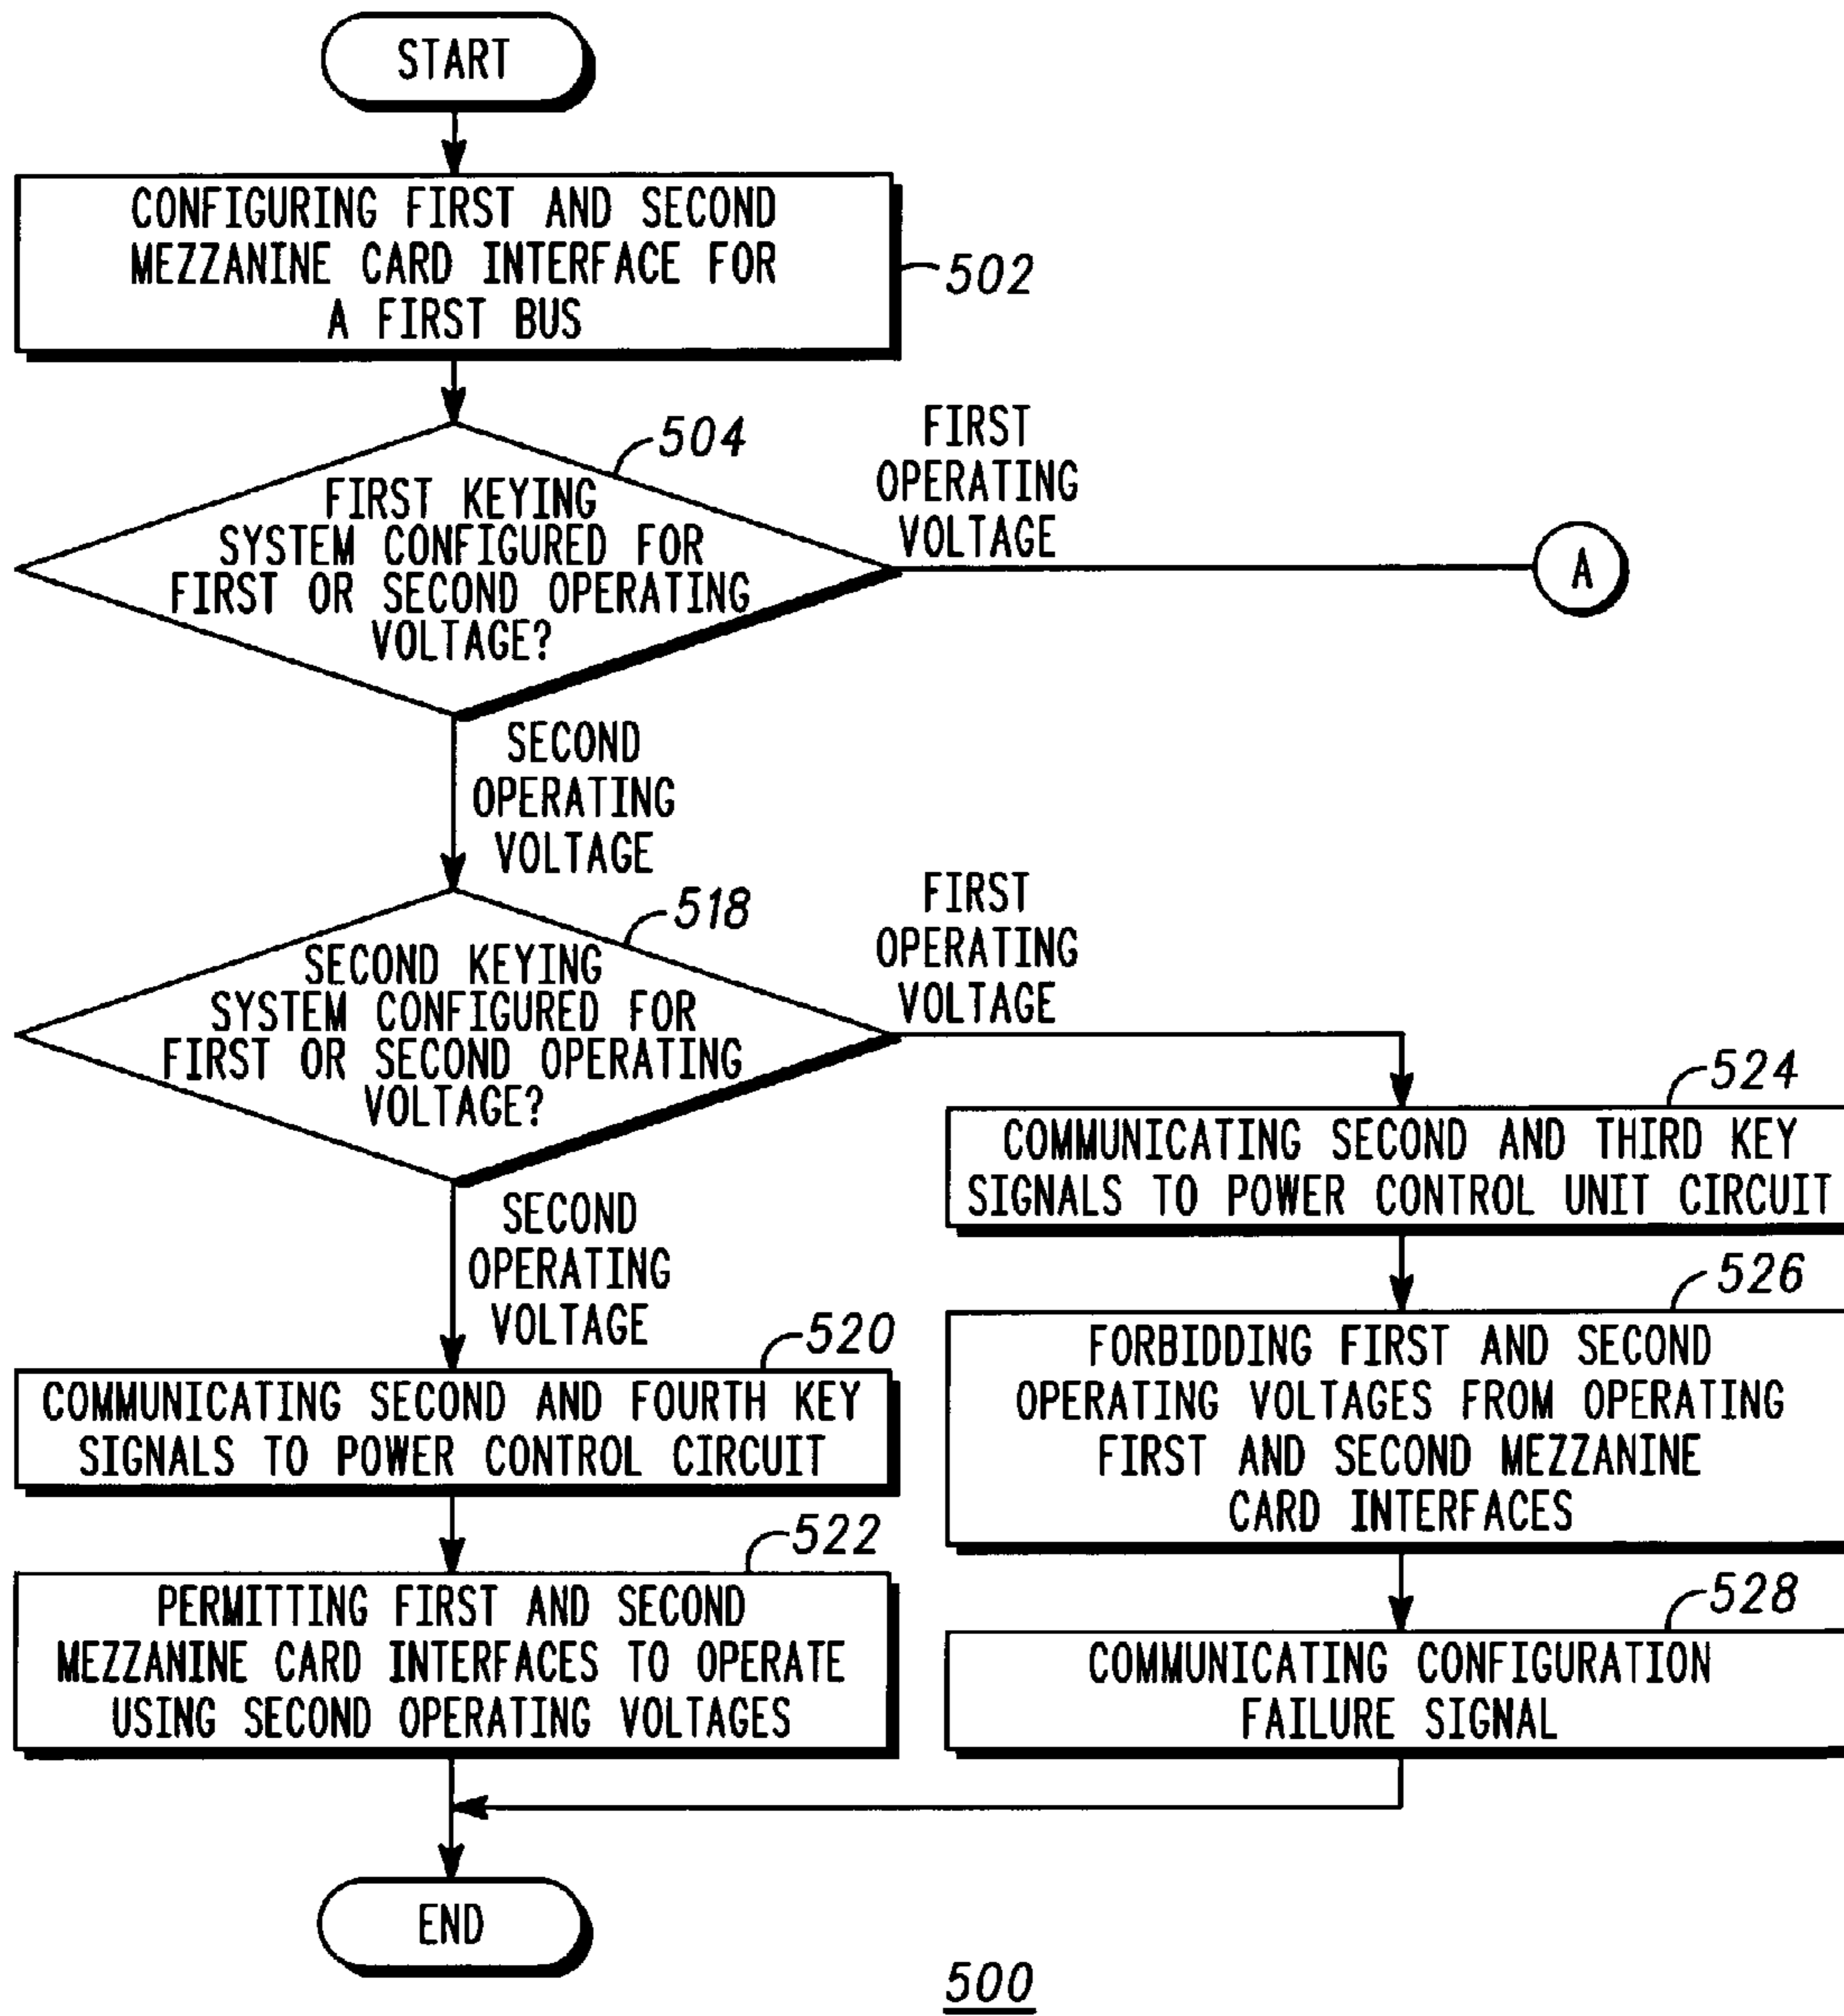 START
CONFIGURING FIRST AND SECOND
MEZZANINE CARD INTERFACE FOR
A FIRST BUS
502
504
FIRST KEYING
SYSTEM CONFIGURED FOR
FIRST OR SECOND OPERATING
VOLTAGE?
FIRST
OPERATING
VOLTAGE
A
SECOND
OPERATING
VOLTAGE
518
SECOND KEYING
SYSTEM CONFIGURED FOR
FIRST OR SECOND OPERATING
VOLTAGE?
FIRST
OPERATING
VOLTAGE
524
COMMUNICATING SECOND AND THIRD KEY
SIGNALS TO POWER CONTROL UNIT CIRCUIT
SECOND
OPERATING
VOLTAGE
526
FORBIDDING FIRST AND SECOND
OPERATING VOLTAGES FROM OPERATING
FIRST AND SECOND MEZZANINE
CARD INTERFACES
520
COMMUNICATING SECOND AND FOURTH KEY
SIGNALS TO POWER CONTROL CIRCUIT
522
PERMITTING FIRST AND SECOND
MEZZANINE CARD INTERFACES TO OPERATE
USING SECOND OPERATING VOLTAGES
528
COMMUNICATING CONFIGURATION
FAILURE SIGNAL
END
500